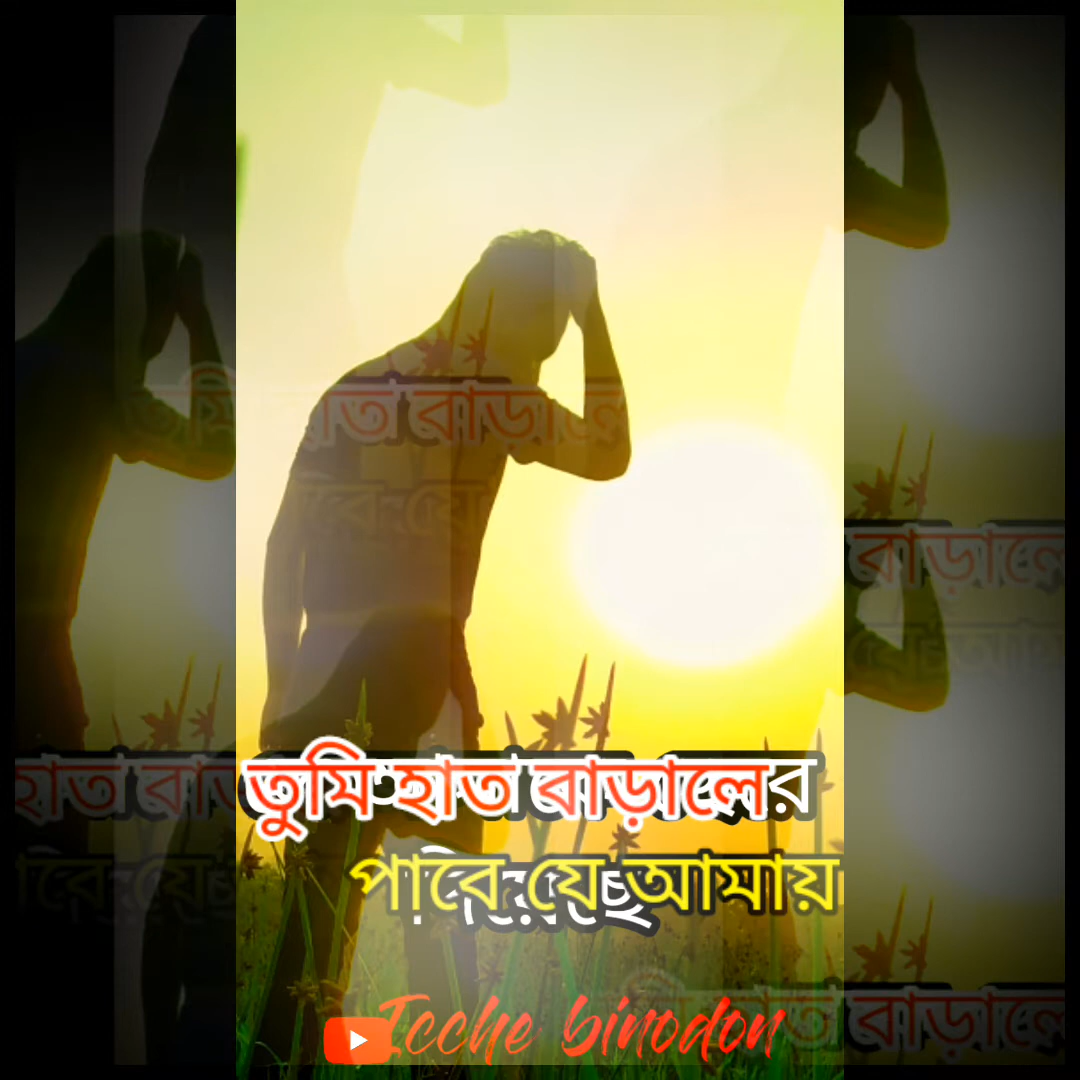 তুমি হাত বাড়ালে
পাবে যে আমায়
Icche binodon